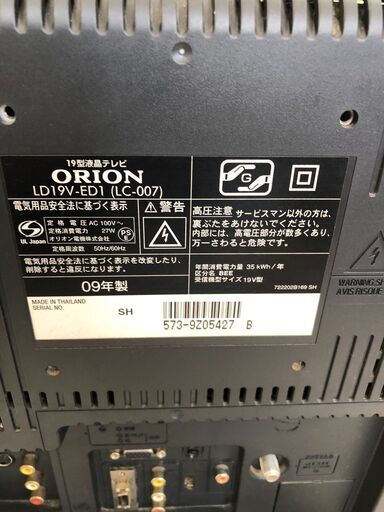 19型液晶テレビ
ORION
LD19V-ED1 (LC-007)
電気用品安全法に基づく表示
定格電圧 AC 100V～
定格消費電力 27W
オリオン電機株式会社
定格周波数 50Hz/60Hz
PS
E
S
UL Japan
警告
高圧注意 サービスマン以外の方は、
裏ぶたをあけないでください。
内部には、高電圧部分が数多くあり、
万一さわると危険です。
G
電気用品安全法に基づく表示を改変したり、
削除すると違反になります。
年間消費電力量 35 kWh/年
区分名 BEE
受信機型サイズ 19V型
09年製
722202B169 SH
MADE IN THAILAND
SERIAL NO.
SH
573-9Z05427 B
WARNING:SH
AVIS:RISQUE